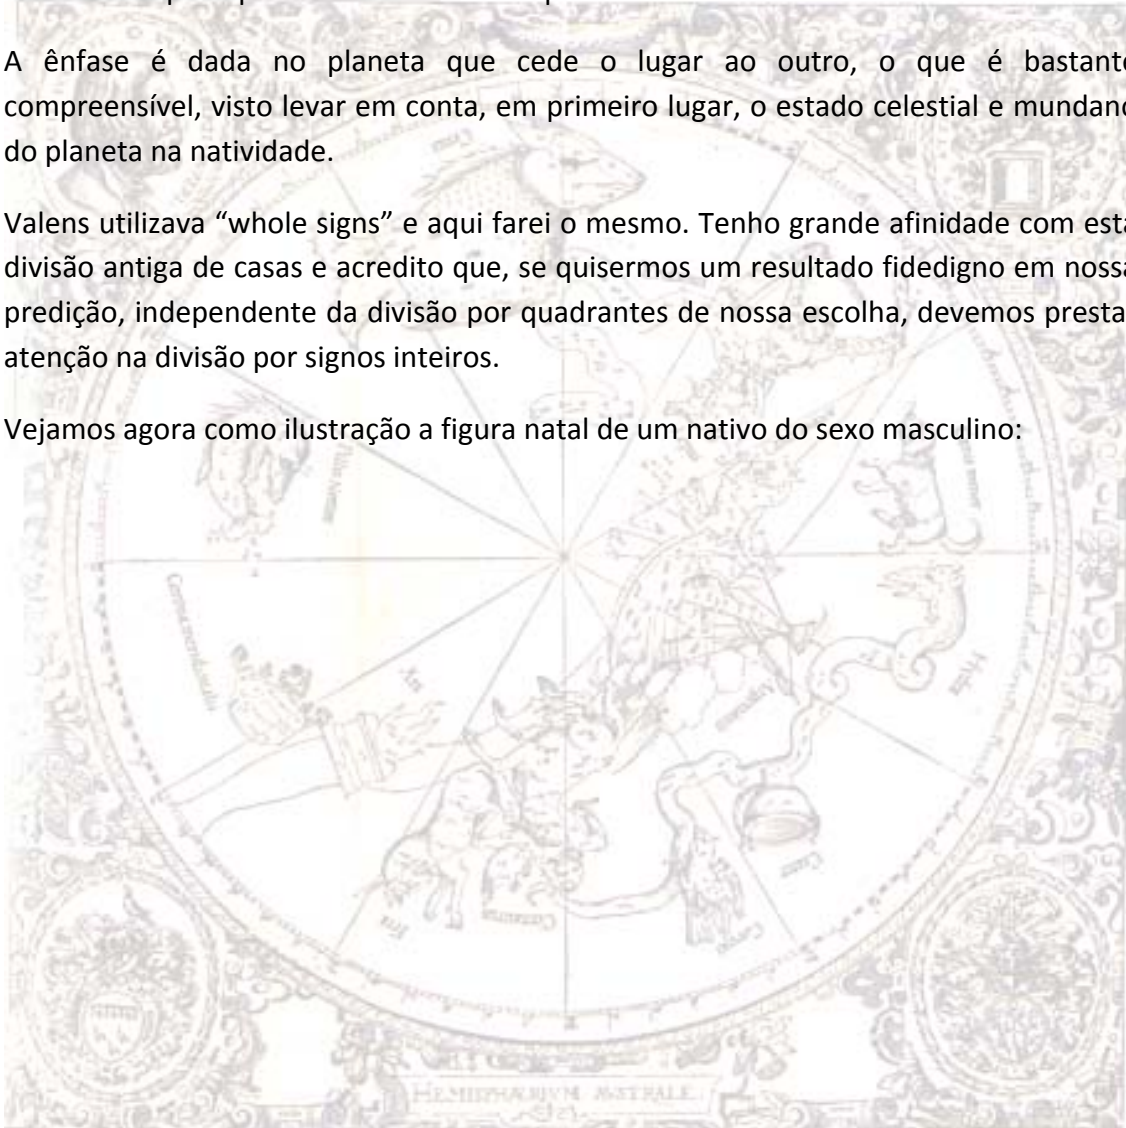 A ênfase é dada no planeta que cede o lugar ao outro, o que é bastante
compreensível, visto levar em conta, em primeiro lugar, o estado celestial e mundano
do planeta na natividade.
Valens utilizava “whole signs” e aqui farei o mesmo. Tenho grande afinidade com esta
divisão antiga de casas e acredito que, se quisermos um resultado fidedigno em nossa
predição, independente da divisão por quadrantes de nossa escolha, devemos presta
atenção na divisão por signos inteiros.
Vejamos agora como ilustração a figura natal de um nativo do sexo masculino:
HEMISPHÆRIVM AVSTRALE